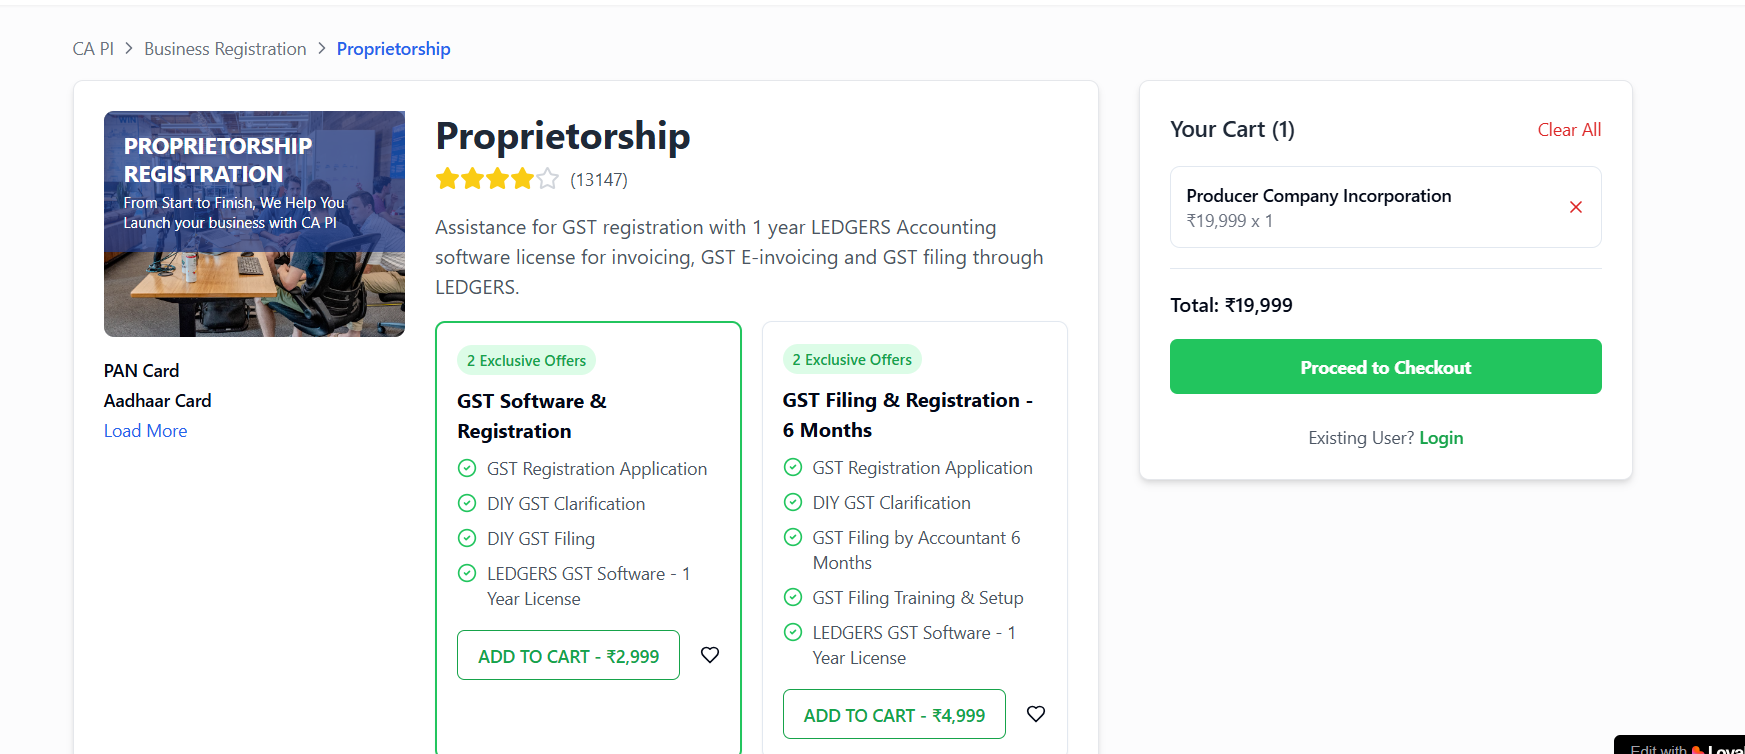 CA PI > Business Registration > Proprietorship
WIN
PROPRIETORSHIP
REGISTRATION
From Start to Finish, We Help You
Launch your business with CA PI
PAN Card
Aadhaar Card
Load More
Proprietorship
(13147)
Assistance for GST registration with 1 year LEDGERS Accounting
software license for invoicing, GST E-invoicing and GST filing through
LEDGERS.
2 Exclusive Offers
GST Software &
Registration
GST Registration Application
DIY GST Clarification
DIY GST Filing
LEDGERS GST Software - 1
Year License
ADD TO CART - ₹2,999
2 Exclusive Offers
GST Filing & Registration -
6 Months
GST Registration Application
DIY GST Clarification
GST Filing by Accountant 6
Months
GST Filing Training & Setup
LEDGERS GST Software - 1
Year License
ADD TO CART - ₹4,999
Your Cart (1)
Clear All
Producer Company Incorporation
₹19,999 x 1
Total: ₹19,999
Proceed to Checkout
Existing User? Login
Edit with